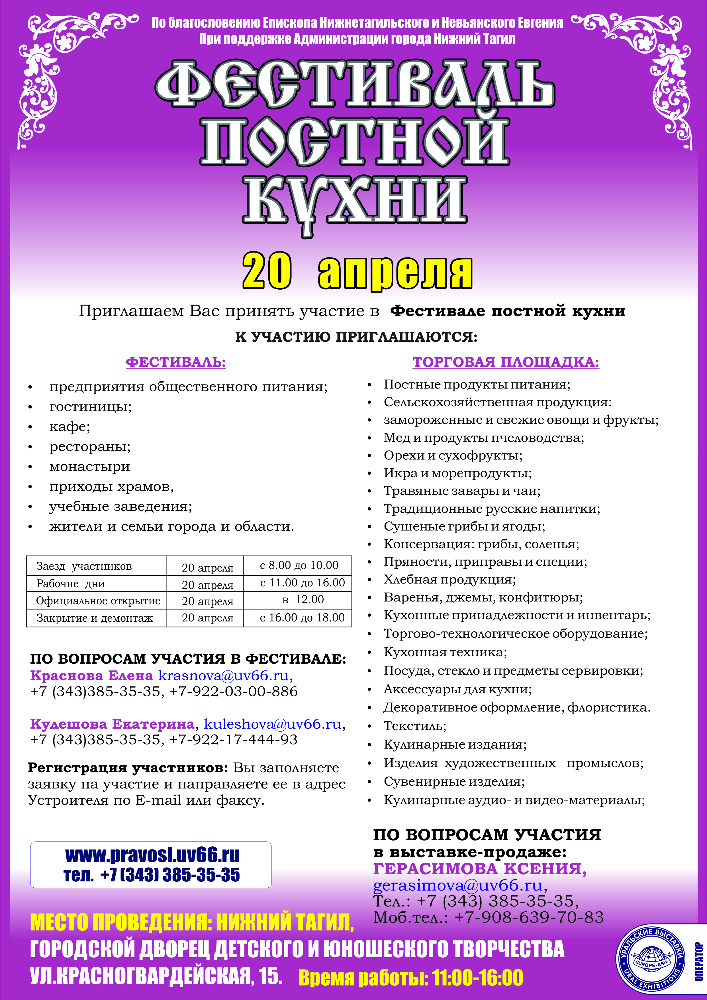 По благословению Епископа Нижнетагильского и Невьянского Евгения
При поддержке Администрации города Нижний Тагил
ФЕСТИВАЛЬ
ПОСТНОЙ
КУХНИ
20 апреля
Приглашаем Вас принять участие в Фестивале постной кухни
К УЧАСТИЮ ПРИГЛАШАЮТСЯ:
ФЕСТИВАЛЬ:
• предприятия общественного питания;
• гостиницы;
• кафе;
• рестораны;
• монастыри
• приходы храмов,
• учебные заведения;
• жители и семьи города и области.
Заезд участников 20 апреля с 8.00 до 10.00
Рабочие дни 20 апреля с 11.00 до 16.00
Официальное открытие 20 апреля в 12.00
Закрытие и демонтаж 20 апреля с 16.00 до 18.00
ПО ВОПРОСАМ УЧАСТИЯ В ФЕСТИВАЛЕ:
Краснова Елена krasnova@uv66.ru,
+7 (343)385-35-35, +7-922-03-00-886
Кулешова Екатерина, kuleshova@uv66.ru,
+7 (343)385-35-35, +7-922-17-444-93
Регистрация участников: Вы заполняете
заявку на участие и направляете ее в адрес
Устроителя по E-mail или факсу.
www.pravosl.uv66.ru
тел. +7 (343) 385-35-35
ТОРГОВАЯ ПЛОЩАДКА:
• Постные продукты питания;
• Сельскохозяйственная продукция:
• замороженные и свежие овощи и фрукты;
• Мед и продукты пчеловодства;
• Орехи и сухофрукты;
• Икра и морепродукты;
• Травяные завары и чаи;
• Традиционные русские напитки;
• Сушеные грибы и ягоды;
• Консервация: грибы, соленья;
• Пряности, приправы и специи;
• Хлебная продукция;
• Варенья, джемы, конфитюры;
• Кухонные принадлежности и инвентарь;
• Торгово-технологическое оборудование;
• Кухонная техника;
• Посуда, стекло и предметы сервировки;
• Аксессуары для кухни;
• Декоративное оформление, флористика.
• Текстиль;
• Кулинарные издания;
• Изделия художественных промыслов;
• Сувенирные изделия;
• Кулинарные аудио- и видео-материалы;
ПО ВОПРОСАМ УЧАСТИЯ
в выставке-продаже:
ГЕРАСИМОВА КСЕНИЯ,
gerasimova@uv66.ru,
Тел.: +7 (343) 385-35-35,
Моб.тел.: +7-908-639-70-83
МЕСТО ПРОВЕДЕНИЯ: НИЖНИЙ ТАГИЛ,
ГОРОДСКОЙ ДВОРЕЦ ДЕТСКОГО И ЮНОШЕСКОГО ТВОРЧЕСТВА
УЛ.КРАСНОГВАРДЕЙСКАЯ, 15. Время работы: 11:00-16:00
УРАЛЬСКИЕ ВЫСТАВКИ
EUROPE-ASIA
• URAL EXHIBITIONS •
ОПЕРАТОР